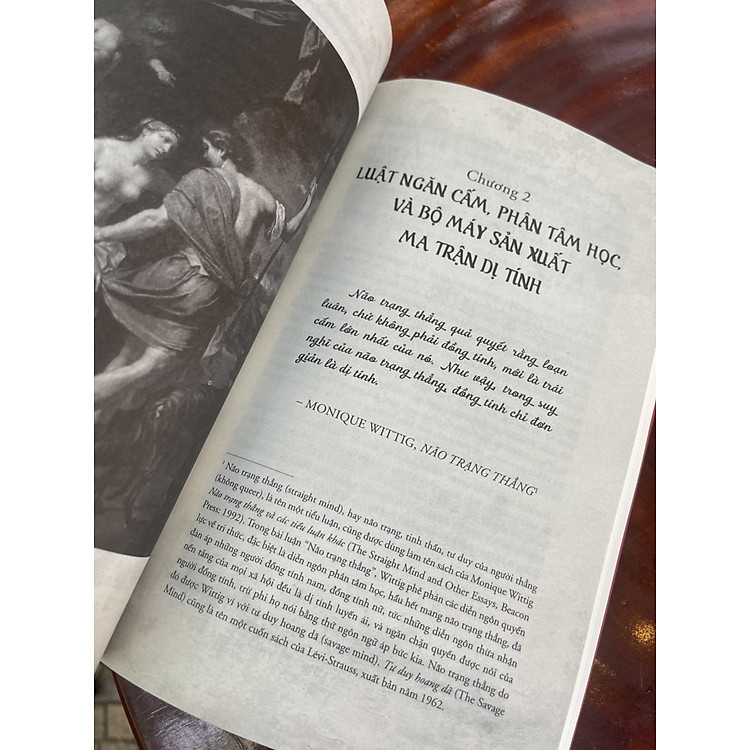 Chương 2
LUẬT NGĂN CẤM, PHÂN TÂM HỌC,
VÀ BỘ MÁY SẢN XUẤT
MA TRẬN DỊ TÍNH
Não trạng thẳng quả quyết rằng loạn
luân, chứ không phải đồng tính, mới là trái
cấm lớn nhất của nó. Như vậy, trong suy
nghĩ của não trạng thẳng, đồng tính chỉ đơn
giản là dị tính.
– MONIQUE WITTIG, NÃO TRẠNG THẲNG¹
¹ Não trạng thẳng (straight mind), hay não trạng, tinh thần, tư duy của người thẳng
(không queer), là tên một tiểu luận, cũng được dùng làm tên sách của Monique Wittig
Não trạng thẳng và các tiểu luận khác (The Straight Mind and Other Essays, Beacon
Press: 1992). Trong bài luận “Não trạng thẳng”, Wittig phê phán các diễn ngôn quyền
lực về tri thức, đặc biệt là diễn ngôn phân tâm học, hầu hết mang não trạng thẳng, đã
đàn áp những người đồng tính nam, đồng tính nữ, tức những diễn ngôn thừa nhận
nền tảng của mọi xã hội đều là dị tính luyến ái, và ngăn chặn quyền được nói của
người đồng tính, trừ phi họ nói bằng thứ ngôn ngữ áp bức kia. Não trạng thẳng do
do được Wittig ví với tư duy hoang dã (savage mind), Tư duy hoang dã (The Savage
Mind) cũng là tên một cuốn sách của Lévi-Strauss, xuất bản năm 1962.